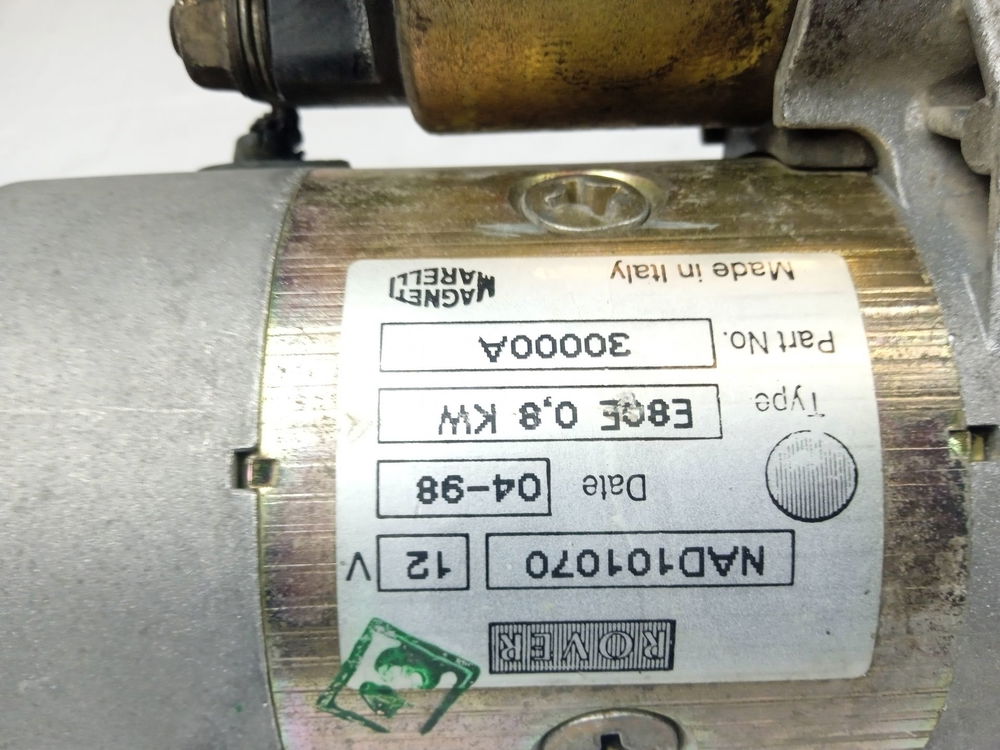 ROVER
NAD101070 12 V
Date 04-98
Type E80E 0,8 KW
Part No. 30000A
Made in Italy MAGNETI MARELLI